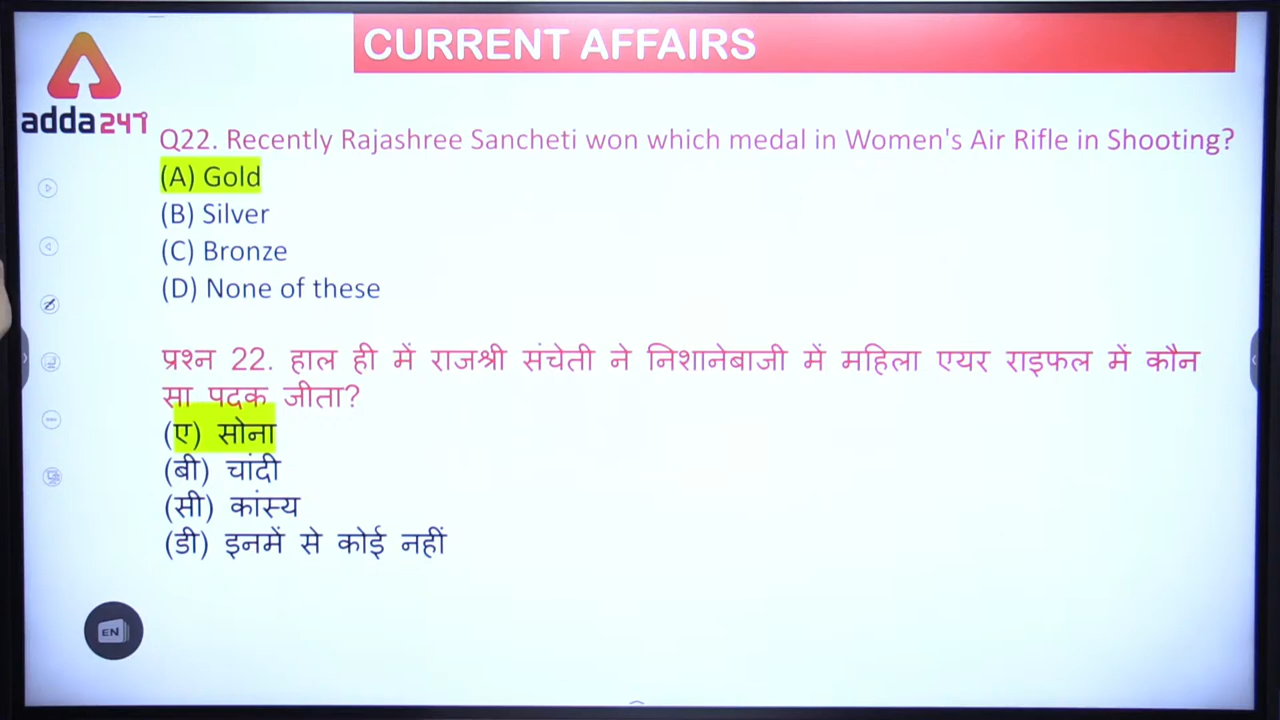 CURRENT AFFAIRS
adda247
Q22. Recently Rajashree Sancheti won which medal in Women's Air Rifle in Shooting?
(A) Gold
(B) Silver
(C) Bronze
(D) None of these
प्रश्न 22. हाल ही में राजश्री संचेती ने निशानेबाजी में महिला एयर राइफल में कौन
सा पदक जीता?
(ए) सोना
(बी) चांदी
(सी) कांस्य
(डी) इनमें से कोई नहीं
EN